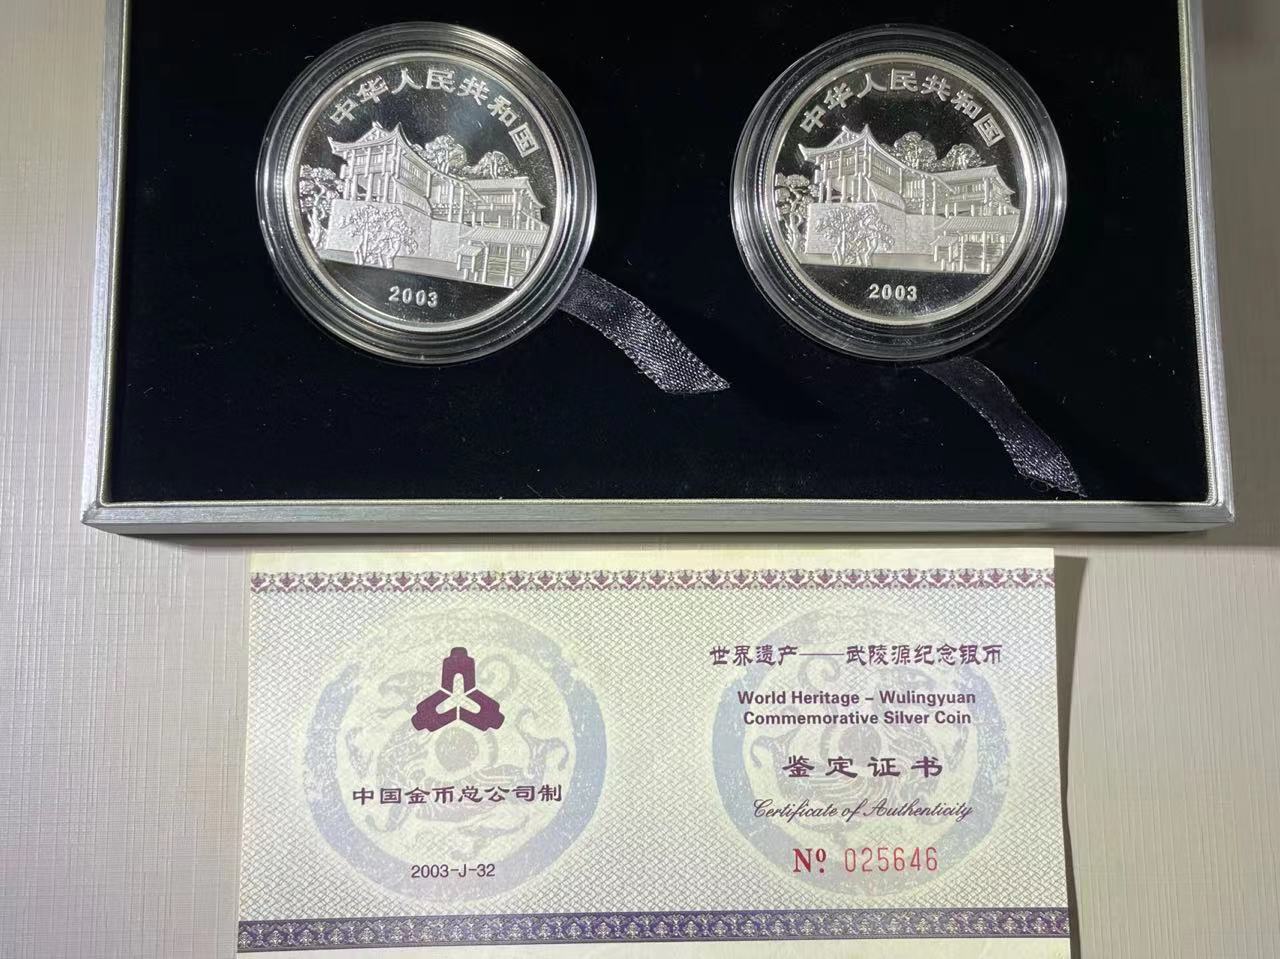 中华人民共和国
2003
中华人民共和国
2003
中国金币总公司制
2003-J-32
世界遗产——武陵源纪念银币
World Heritage – Wulingyuan
Commemorative Silver Coin
鉴定证书
Certificate of Authenticity
Nº 025646